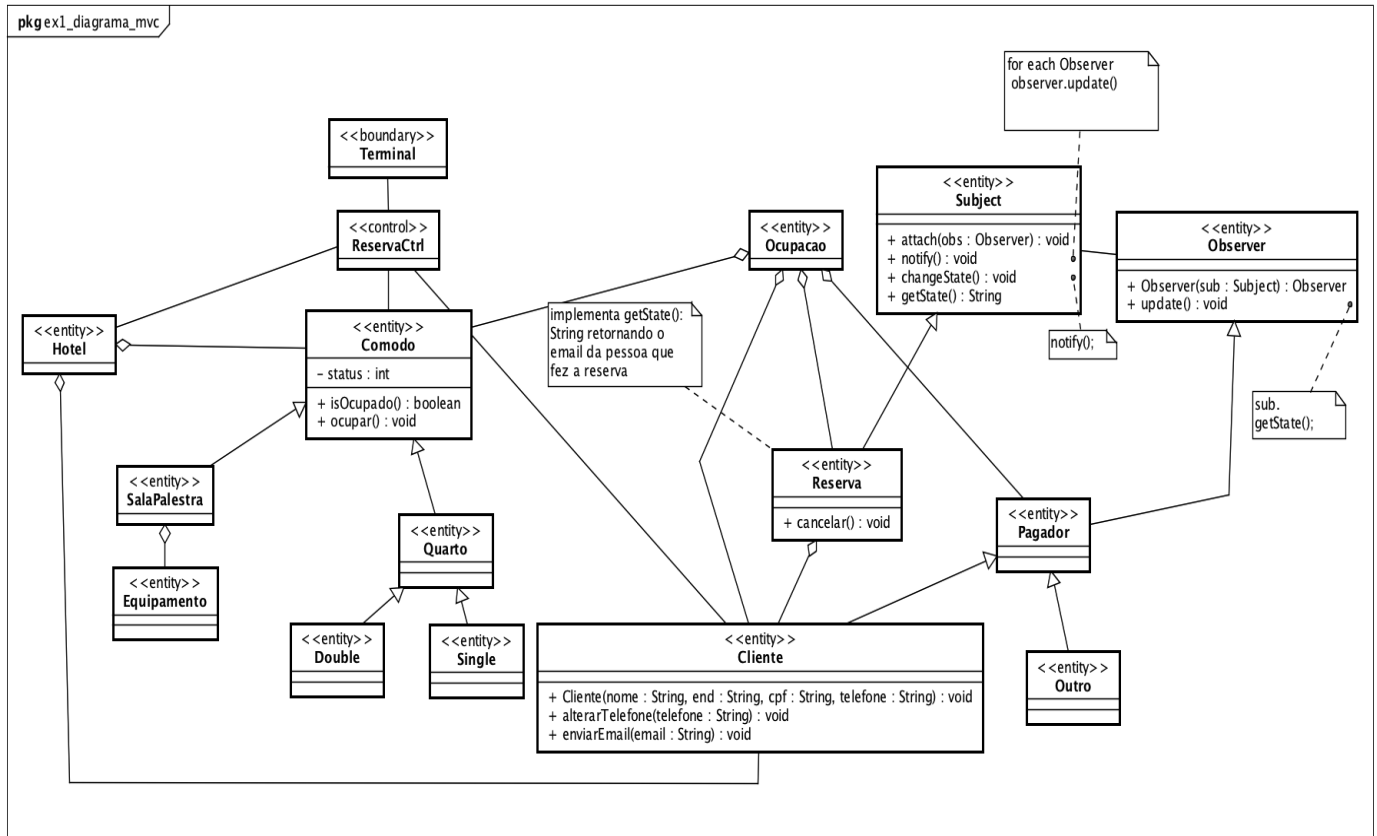 pkg ex1_diagrama_mvc
for each Observer
observer.update()
<<boundary>>
Terminal
<<control>>
ReservaCtrl
<<entity>>
Ocupacao
<<entity>>
Subject
+ attach(obs : Observer) : void
+ notify() : void
+ changeState() : void
+ getState() : String
<<entity>>
Observer
+ Observer(sub : Subject) : Observer
+ update() : void
<<entity>>
Hotel
<<entity>>
Comodo
– status : int
+ isOcupado() : boolean
+ ocupar() : void
implementa getState():
String retornando o
email da pessoa que
fez a reserva
notify();
sub.
getState();
<<entity>>
SalaPalestra
<<entity>>
Reserva
+ cancelar() : void
<<entity>>
Pagador
<<entity>>
Quarto
<<entity>>
Equipamento
<<entity>>
Double
<<entity>>
Single
<<entity>>
Cliente
+ Cliente(nome : String, end : String, cpf : String, telefone : String) : void
+ alterarTelefone(telefone : String) : void
+ enviarEmail(email : String) : void
<<entity>>
Outro